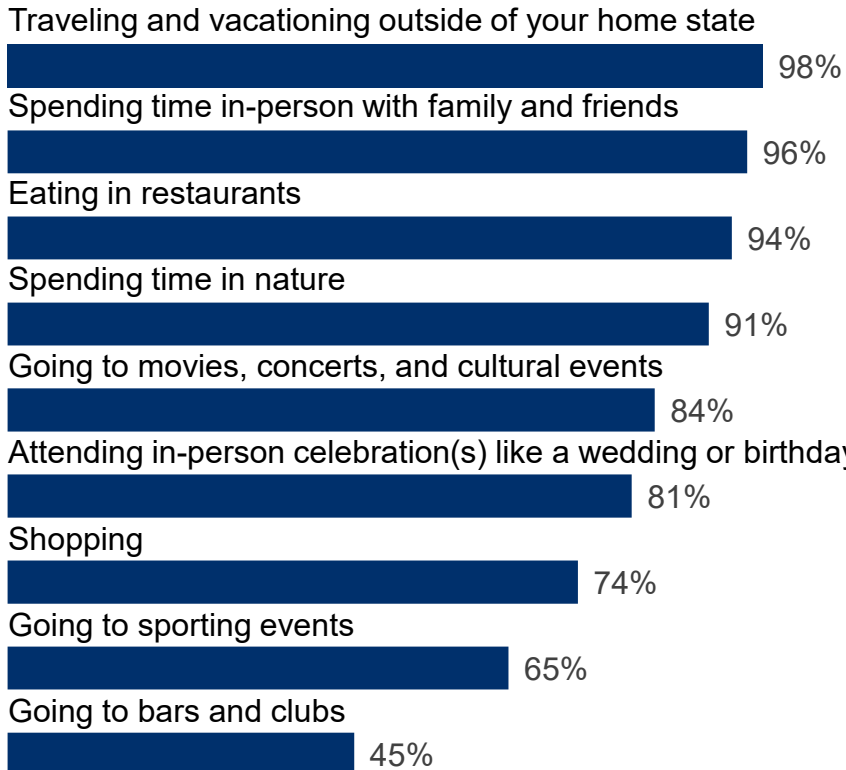 Traveling and vacationing outside of your home state
98%
Spending time in-person with family and friends
96%
Eating in restaurants
94%
Spending time in nature
91%
Going to movies, concerts, and cultural events
84%
Attending in-person celebration(s) like a wedding or birthday
81%
Shopping
74%
Going to sporting events
65%
Going to bars and clubs
45%